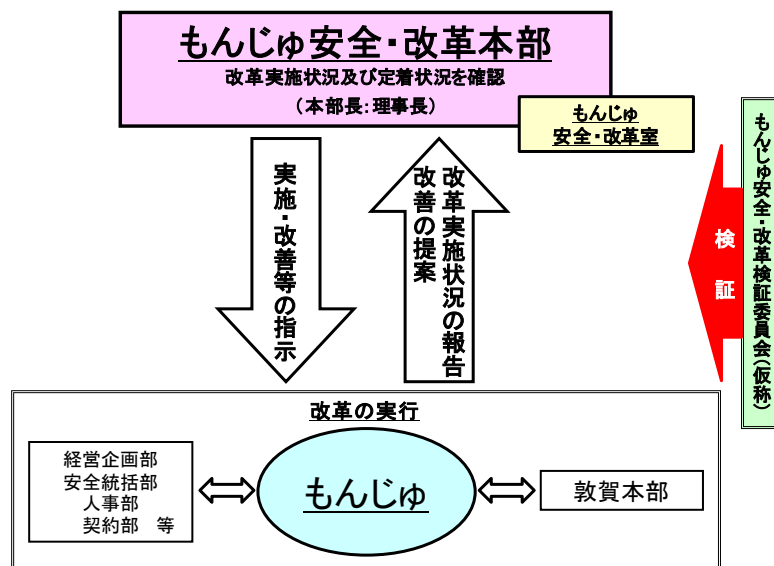 もんじゅ安全・改革本部
改革実施状況及び定着状況を確認
（本部長：理事長）
もんじゅ
安全・改革室
実施・改善等の指示
改革実施状況の報告
改善の提案
検証
もんじゅ安全・改革検証委員会（仮称）
改革の実行
経営企画部
安全統括部
人事部
契約部　等
もんじゅ
敦賀本部